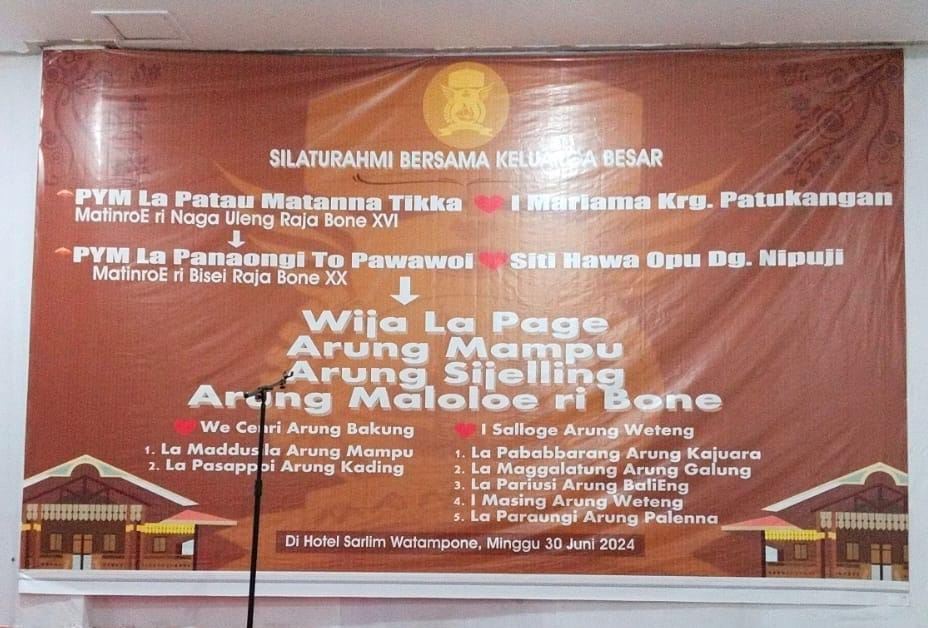 SILATURAHMI BERSAMA KELUARGA BESAR
PYM La Patau Matanna Tikka I Mariama Krg. Patukangan
MatinroE ri Naga Uleng Raja Bone XVI
PYM La Panaongi To Pawawoi Siti Hawa Opu Dg. Nipuji
MatinroE ri Bisei Raja Bone XX
Wija La Page
Arung Mampu
Arung Sijelling
Arung Maloloe ri Bone
We Cenri Arung Bakung
1. La Maddusila Arung Mampu
2. La Pasappoi Arung Kading
I Salloge Arung Weteng
1. La Pababbarang Arung Kajuara
2. La Maggalatung Arung Galung
3. La Pariusi Arung BaliEng
4. I Masing Arung Weteng
5. La Paraungi Arung Palenna
Di Hotel Sarlim Watampone, Minggu 30 Juni 2024